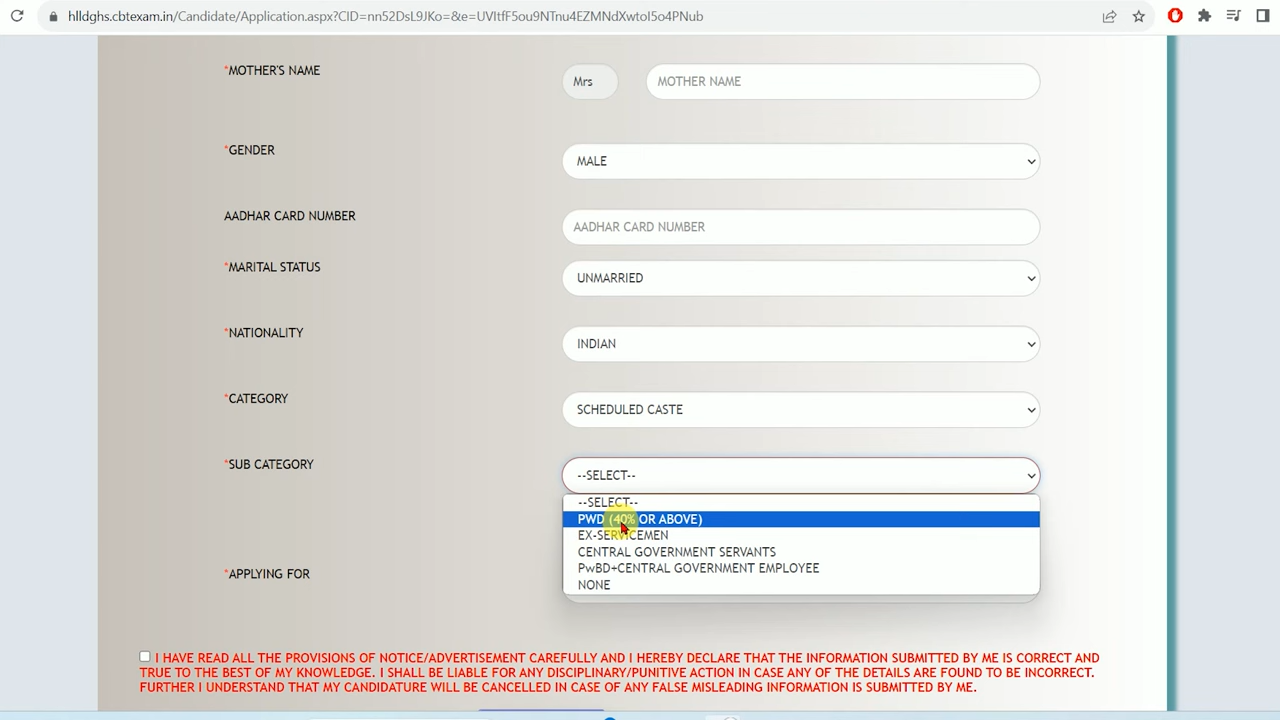 hlldghs.cbtexam.in/Candidate/Application.aspx?CID=nn52DsL9JKo=&e=UVItfF5ou9NTnu4EZMNdXwtoI5o4PNub
*MOTHER'S NAME
Mrs
MOTHER NAME
*GENDER
MALE
AADHAR CARD NUMBER
AADHAR CARD NUMBER
*MARITAL STATUS
UNMARRIED
*NATIONALITY
INDIAN
*CATEGORY
SCHEDULED CASTE
*SUB CATEGORY
--SELECT--
--SELECT--
PWD (40% OR ABOVE)
EX-SERVICEMEN
CENTRAL GOVERNMENT SERVANTS
PwBD+CENTRAL GOVERNMENT EMPLOYEE
NONE
*APPLYING FOR
I HAVE READ ALL THE PROVISIONS OF NOTICE/ADVERTISEMENT CAREFULLY AND I HEREBY DECLARE THAT THE INFORMATION SUBMITTED BY ME IS CORRECT AND
TRUE TO THE BEST OF MY KNOWLEDGE. I SHALL BE LIABLE FOR ANY DISCIPLINARY/PUNITIVE ACTION IN CASE ANY OF THE DETAILS ARE FOUND TO BE INCORRECT.
FURTHER I UNDERSTAND THAT MY CANDIDATURE WILL BE CANCELLED IN CASE OF ANY FALSE MISLEADING INFORMATION IS SUBMITTED BY ME.